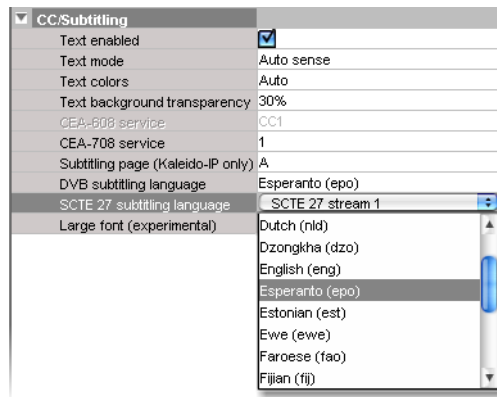 CC/Subtitling
Text enabled
Text mode Auto sense
Text colors Auto
Text background transparency 30%
CEA-608 service CC1
CEA-708 service 1
Subtitling page (Kaleido-IP only) A
DVB subtitling language Esperanto (epo)
SCTE 27 subtitling language SCTE 27 stream 1
Large font (experimental) Dutch (nld)
Dzongkha (dzo)
English (eng)
Esperanto (epo)
Estonian (est)
Ewe (ewe)
Faroese (fao)
Fijian (fij)